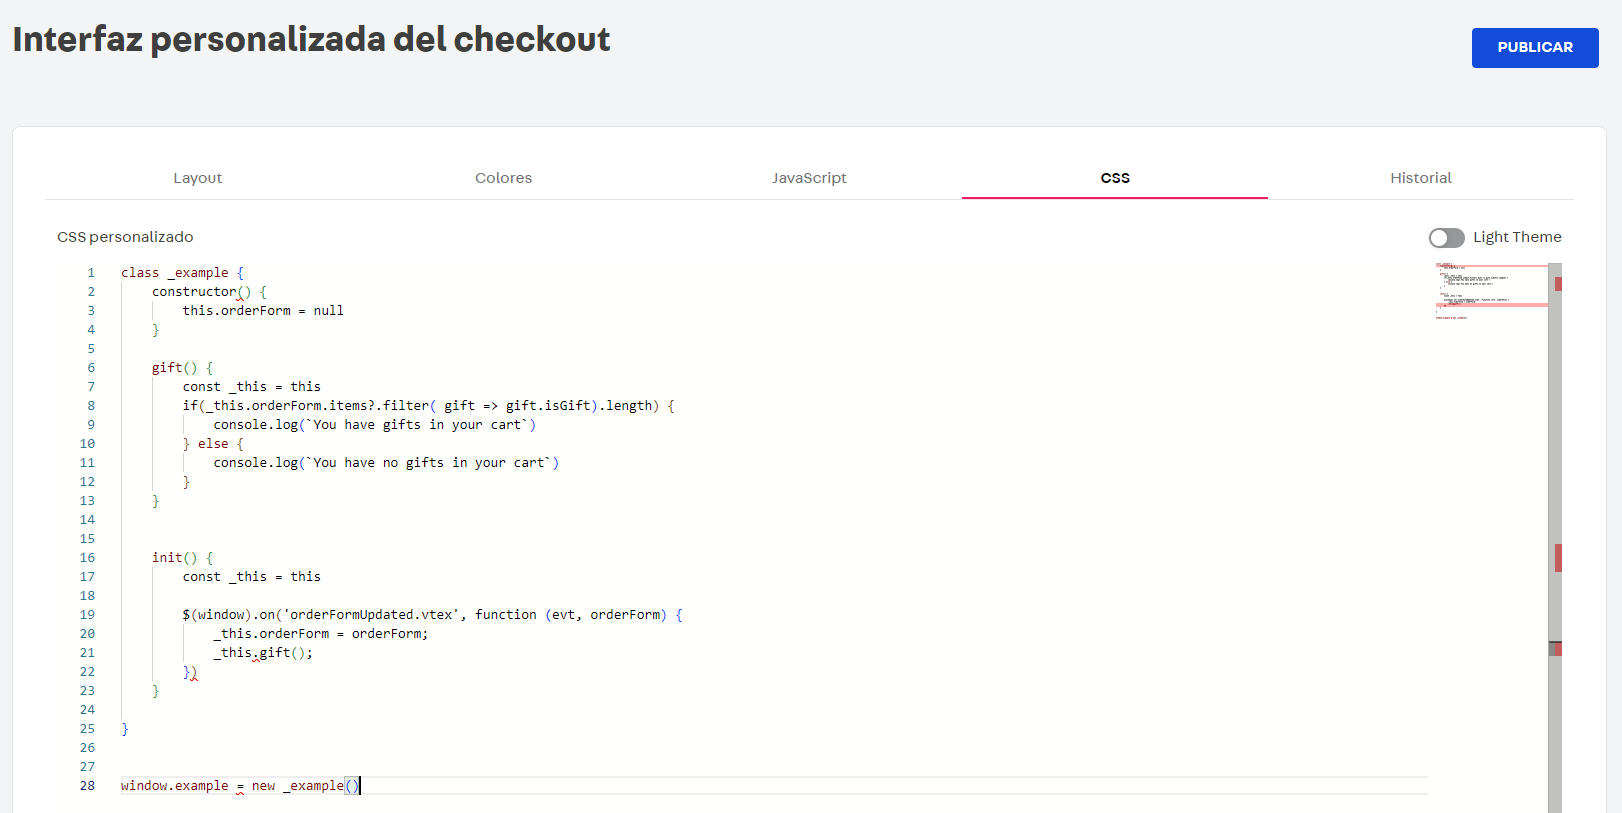 Interfaz personalizada del checkout
PUBLICAR
Layout Colores JavaScript CSS Historial
CSS personalizado
Light Theme
1 class _example {
2 constructor() {
3 this.orderForm = null
4 }
5
6 gift() {
7 const _this = this
8 if(_this.orderForm.items?.filter( gift => gift.isGift).length) {
9 console.log(`You have gifts in your cart`)
10 } else {
11 console.log(`You have no gifts in your cart`)
12 }
13 }
14
15
16 init() {
17 const _this = this
18
19 $(window).on('orderFormUpdated.vtex', function (evt, orderForm) {
20 _this.orderForm = orderForm;
21 _this.gift();
22 })
23 }
24
25 }
26
27
28 window.example = new _example()